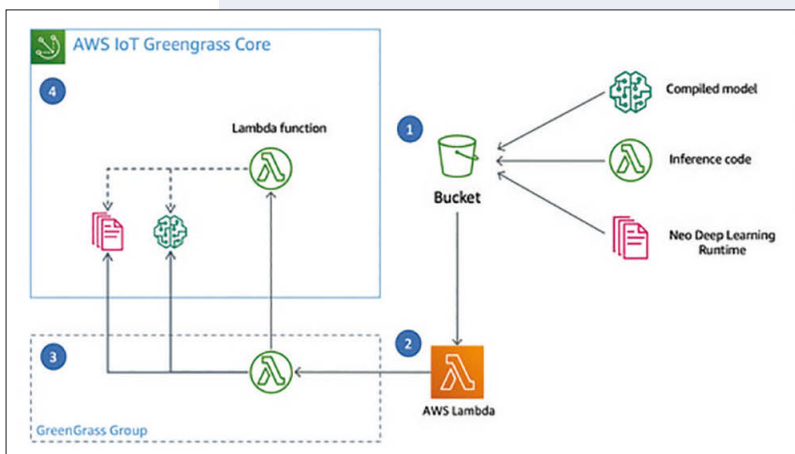 AWS IoT Greengrass Core
4
Lambda function
1
Bucket
Compiled model
Inference code
Neo Deep Learning
Runtime
3
2
AWS Lambda
GreenGrass Group